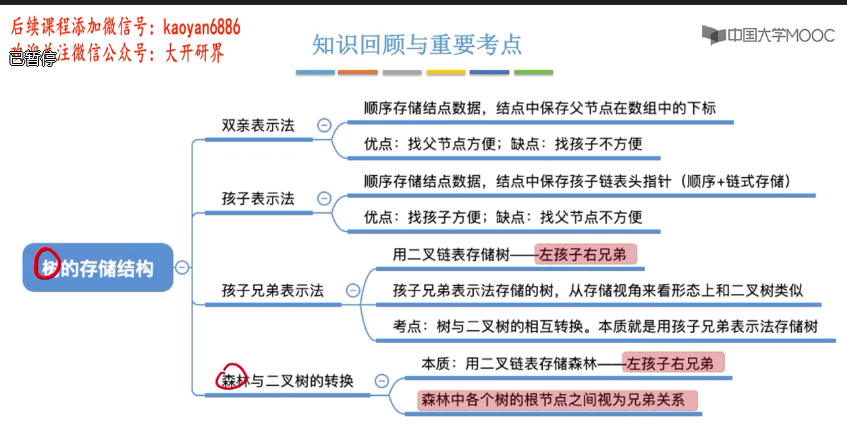 后续课程添加微信号：kaoyan6886
欢迎关注微信公众号：大开研界
已暂停
知识回顾与重要考点
中国大学MOOC
双亲表示法
顺序存储结点数据，结点中保存父节点在数组中的下标
优点：找父节点方便；缺点：找孩子不方便
孩子表示法
顺序存储结点数据，结点中保存孩子链表头指针（顺序+链式存储）
优点：找孩子方便；缺点：找父节点不方便
树的存储结构
孩子兄弟表示法
用二叉链表存储树——左孩子右兄弟
孩子兄弟表示法存储的树，从存储视角来看形态上和二叉树类似
考点：树与二叉树的相互转换。本质就是用孩子兄弟表示法存储树
森林与二叉树的转换
本质：用二叉链表存储森林——左孩子右兄弟
森林中各个树的根节点之间视为兄弟关系